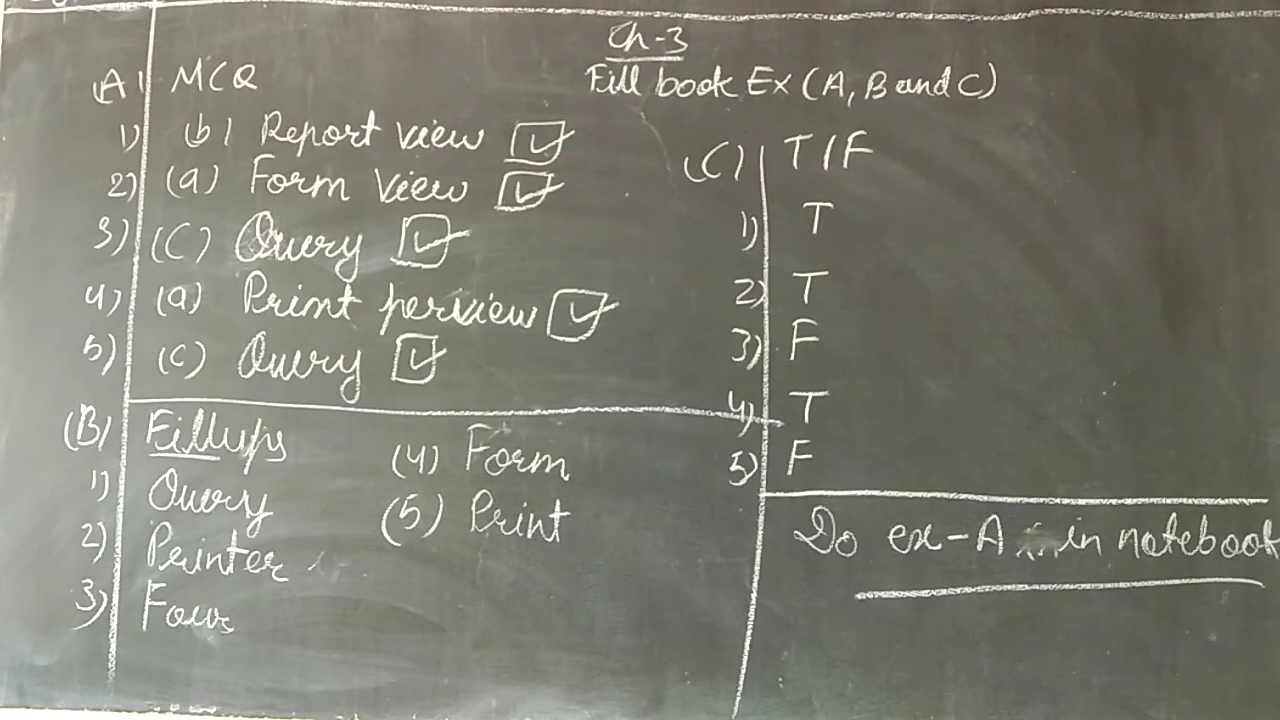 Ch-3
Fill book Ex (A, B and C)
(A) MCQ
1) (b) Report view
2) (a) Form View
3) (C) Query
4) (a) Print perview
5) (c) Query
(B) Fillups
1) Query
2) Printer
3)
(4) Form
(5) Print
(C) T/F
1) T
2) T
3) F
4) T
5) F
Do ex-A in notebook